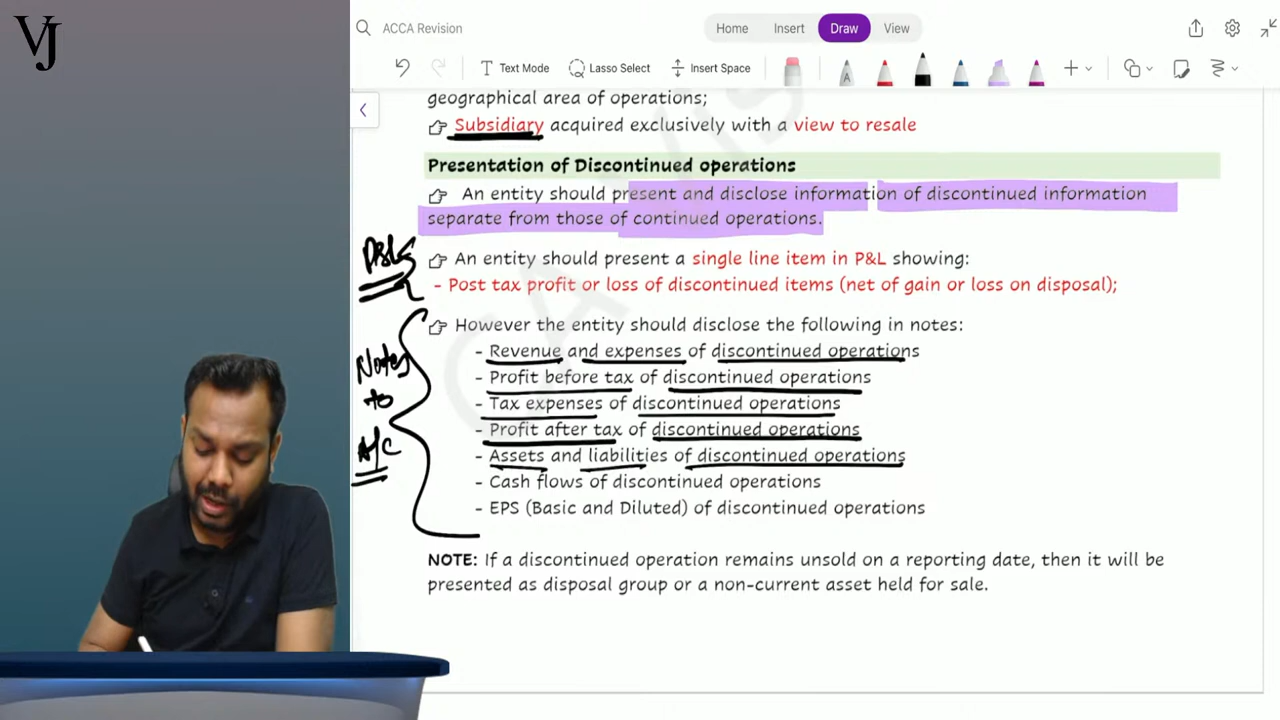 VJ
ACCA Revision
Home Insert Draw View
Text Mode Lasso Select Insert Space
geographical area of operations;
Subsidiary acquired exclusively with a view to resale
Presentation of Discontinued operations
An entity should present and disclose information of discontinued information
separate from those of continued operations.
P&L
An entity should present a single line item in P&L showing:
- Post tax profit or loss of discontinued items (net of gain or loss on disposal);
However the entity should disclose the following in notes:
- Revenue and expenses of discontinued operations
Notes
- Profit before tax of discontinued operations
to
- Tax expenses of discontinued operations
- Profit after tax of discontinued operations
A/C
- Assets and liabilities of discontinued operations
- Cash flows of discontinued operations
- EPS (Basic and Diluted) of discontinued operations
NOTE: If a discontinued operation remains unsold on a reporting date, then it will be
presented as disposal group or a non-current asset held for sale.